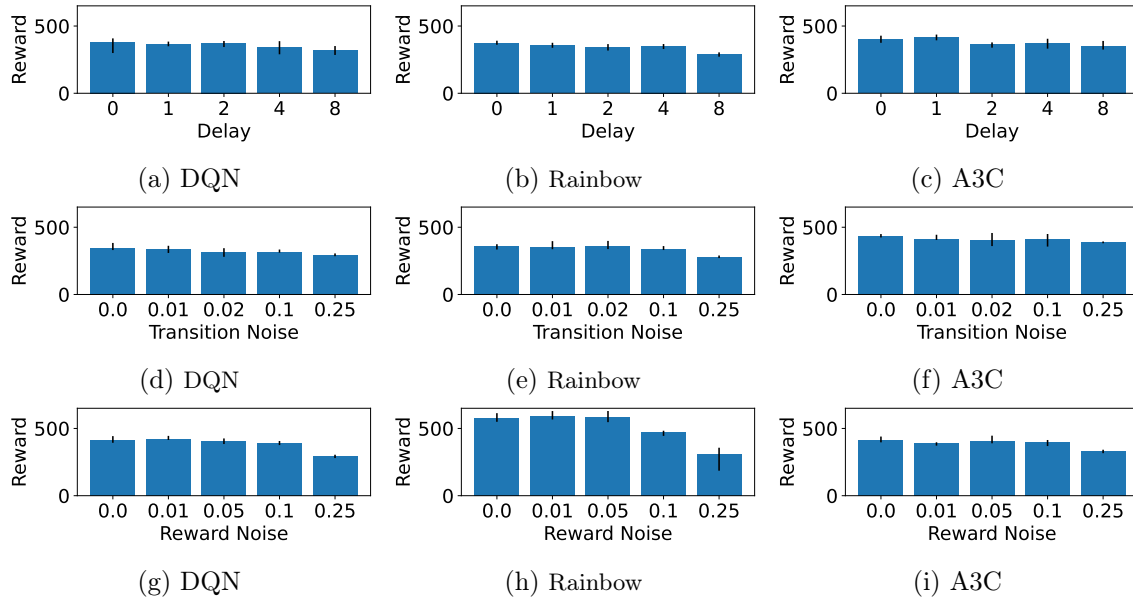 Reward 500 0
0 1 2 4 8
Delay
(a) DQN
Reward 500 0
0 1 2 4 8
Delay
(b) Rainbow
Reward 500 0
0 1 2 4 8
Delay
(c) A3C
Reward 500 0
0.0 0.01 0.02 0.1 0.25
Transition Noise
(d) DQN
Reward 500 0
0.0 0.01 0.02 0.1 0.25
Transition Noise
(e) Rainbow
Reward 500 0
0.0 0.01 0.02 0.1 0.25
Transition Noise
(f) A3C
Reward 500 0
0.0 0.01 0.05 0.1 0.25
Reward Noise
(g) DQN
Reward 500 0
0.0 0.01 0.05 0.1 0.25
Reward Noise
(h) Rainbow
Reward 500 0
0.0 0.01 0.05 0.1 0.25
Reward Noise
(i) A3C